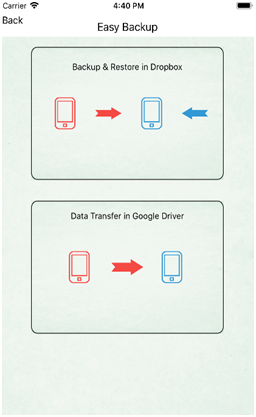 Carrier 4:40 PM
Back
Easy Backup
Backup & Restore in Dropbox
Data Transfer in Google Driver